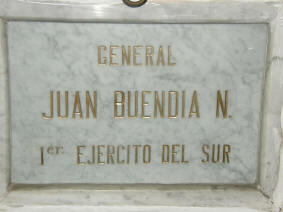 GENERAL
JUAN BUENDIA N.
1er. EJERCITO DEL SUR